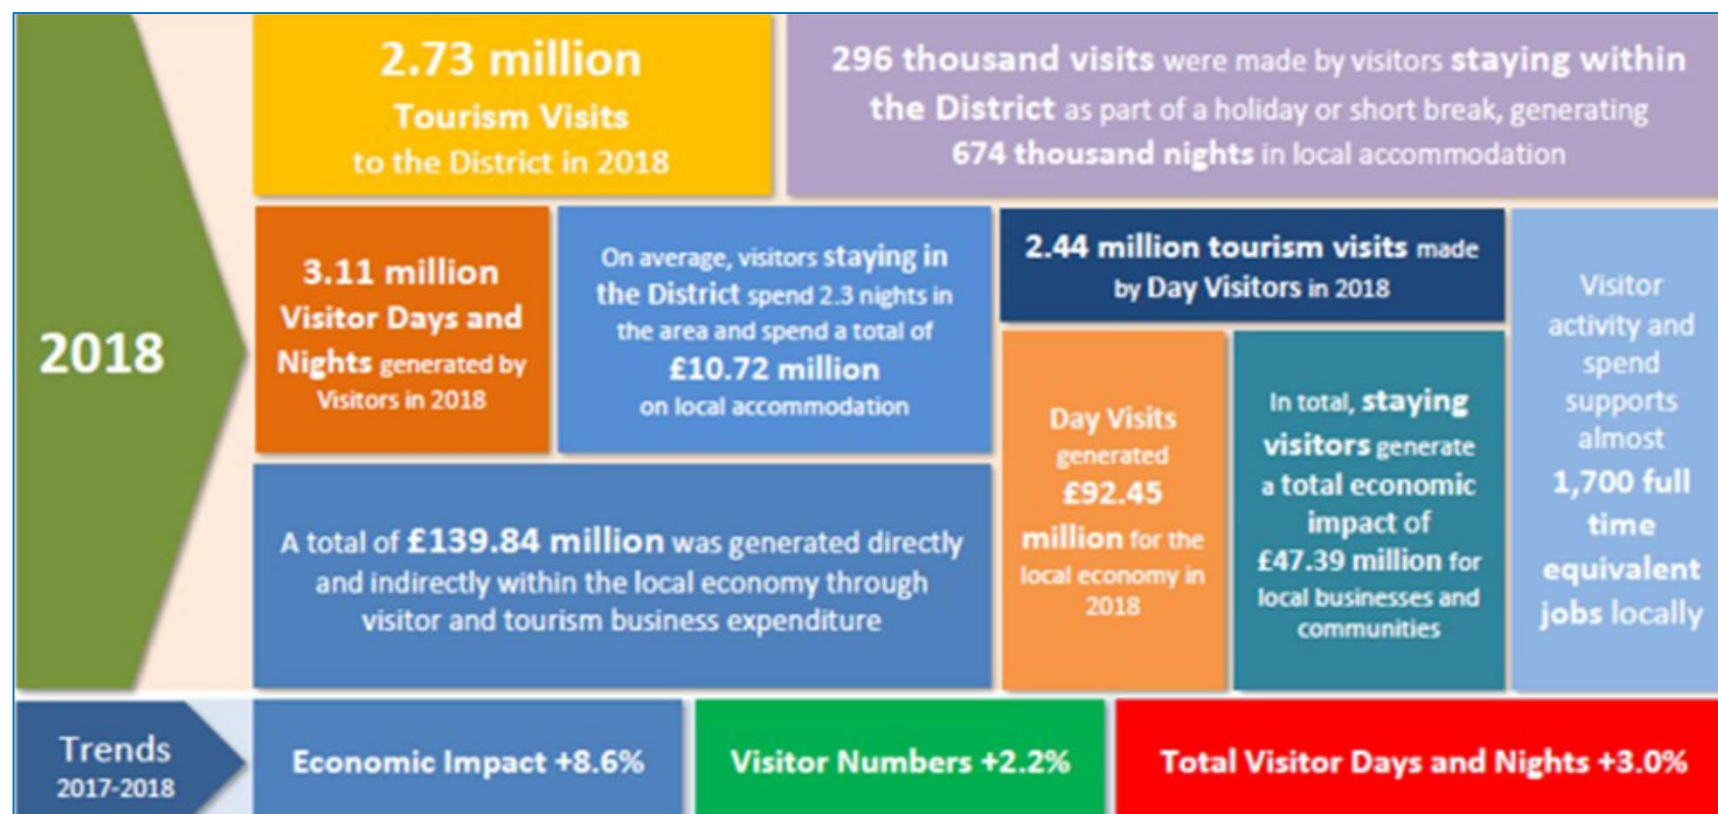 2018
2.73 million
Tourism Visits
to the District in 2018
296 thousand visits were made by visitors staying within
the District as part of a holiday or short break, generating
674 thousand nights in local accommodation
3.11 million
Visitor Days and
Nights generated by
Visitors in 2018
On average, visitors staying in
the District spend 2.3 nights in
the area and spend a total of
£10.72 million
on local accommodation
2.44 million tourism visits made
by Day Visitors in 2018
Visitor
activity and
spend
supports
almost
1,700 full
time
equivalent
jobs locally
A total of £139.84 million was generated directly
and indirectly within the local economy through
visitor and tourism business expenditure
Day Visits
generated
£92.45
million for the
local economy in
2018
In total, staying
visitors generate
a total economic
impact of
£47.39 million for
local businesses and
communities
Trends
2017-2018
Economic Impact +8.6%
Visitor Numbers +2.2%
Total Visitor Days and Nights +3.0%